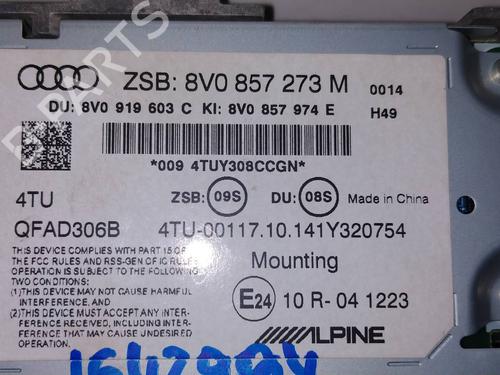 ZSB: 8V0 857 273 M 0014
DU: 8V0 919 603 C KI: 8V0 857 974 E H49
*009 4TUY308CCGN*
4TU ZSB: 09S DU: 08S Made in China
QFAD306B 4TU-00117.10.141Y320754
THIS DEVICE COMPLIES WITH PART 15 OF
THE FCC RULES AND RSS-GEN OF IC RULES
OPERATION IS SUBJECT TO THE FOLLOWING
TWO CONDITIONS:
(1)THIS DEVICE MAY NOT CAUSE HARMFUL
INTERFERENCE, AND
(2)THIS DEVICE MUST ACCEPT ANY INTER-
FERENCE RECEIVED, INCLUDING INTER-
FERENCE THAT MAY CAUSE UNDESIRED
OPERATION.
Mounting
E24 10 R- 04 1223
ALPINE
B PARTS